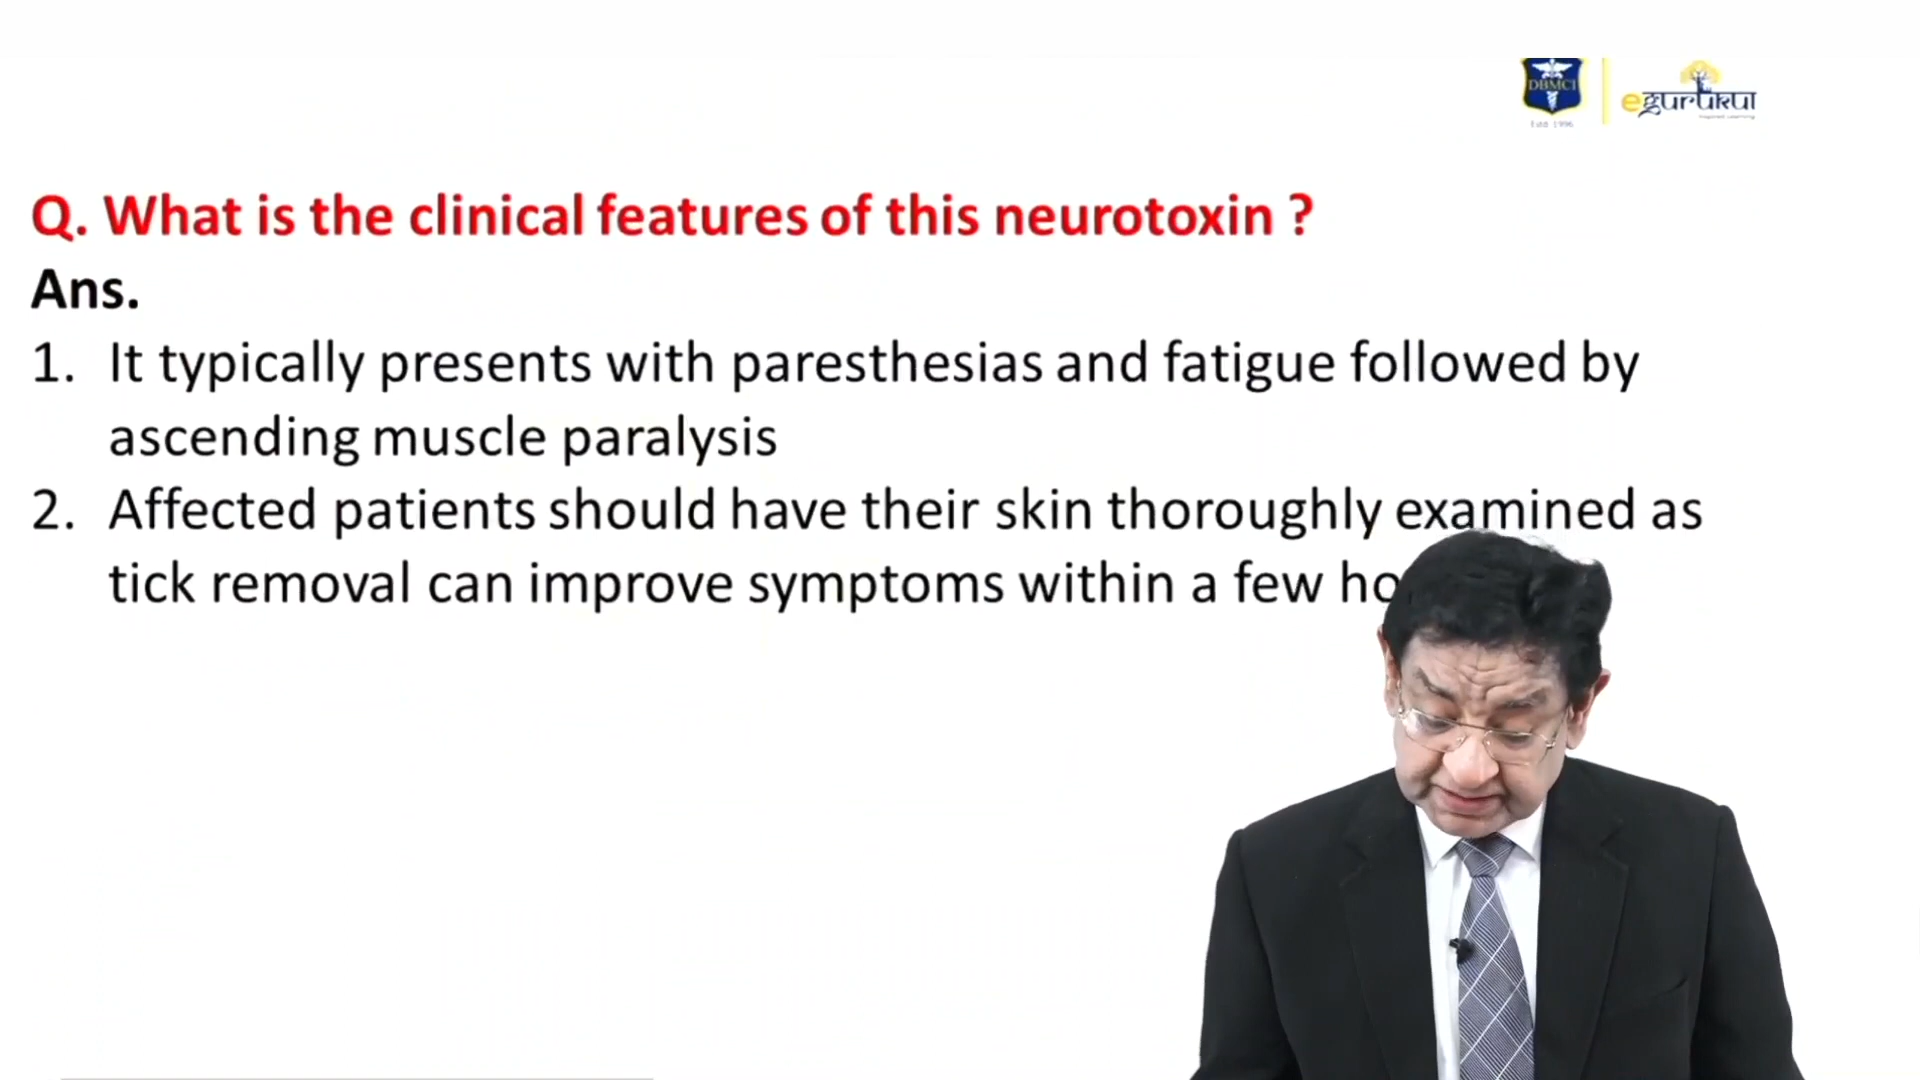 DBMCI
egurukul
Q. What is the clinical features of this neurotoxin ?
Ans.
1. It typically presents with paresthesias and fatigue followed by
ascending muscle paralysis
2. Affected patients should have their skin thoroughly examined as
tick removal can improve symptoms within a few